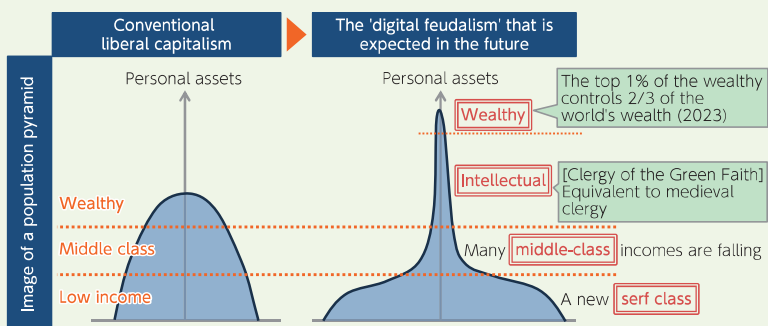 Conventional
liberal capitalism
The 'digital feudalism' that is
expected in the future
Image of a population pyramid
Personal assets
Wealthy
Middle class
Low income
Personal assets
Wealthy
The top 1% of the wealthy
controls 2/3 of the
world's wealth (2023)
Intellectual
[Clergy of the Green Faith]
Equivalent to medieval
clergy
Many middle-class incomes are falling
A new serf class